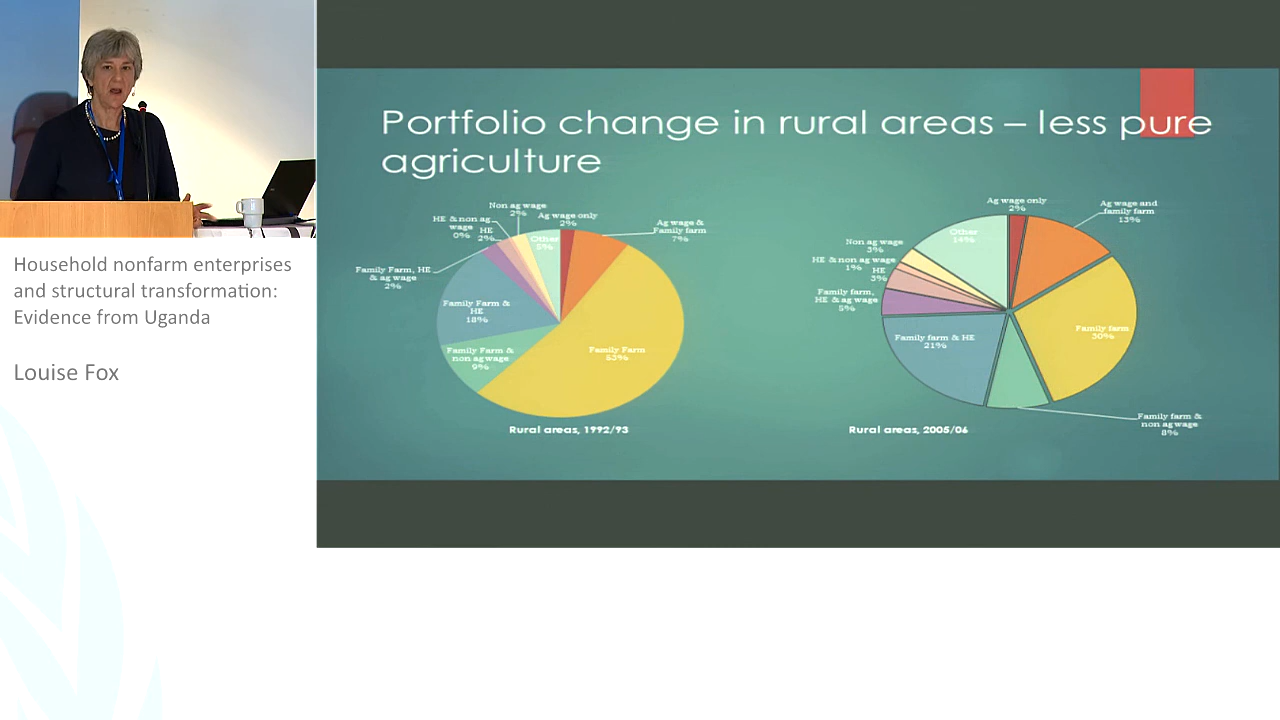 Portfolio change in rural areas – less pure
agriculture
Non ag wage
2%
Ag wage only
2%
HE & non ag
wage
0%
HE
2%
Other
5%
Ag wage &
Family farm
7%
Family Farm, HE
& ag wage
2%
Family Farm &
HE
18%
Family Farm &
non agwage
9%
Family Farm
53%
Rural areas, 1992/93
Ag wage only
2%
Ag wage and
family farm
13%
Other
14%
Non ag wage
3%
HE & non ag wage
1%
HE
3%
Family farm,
HE & ag wage
5%
Family farm & HE
21%
Family farm
30%
Family farm &
non agwage
8%
Rural areas, 2005/06
Household nonfarm enterprises
and structural transformation:
Evidence from Uganda
Louise Fox